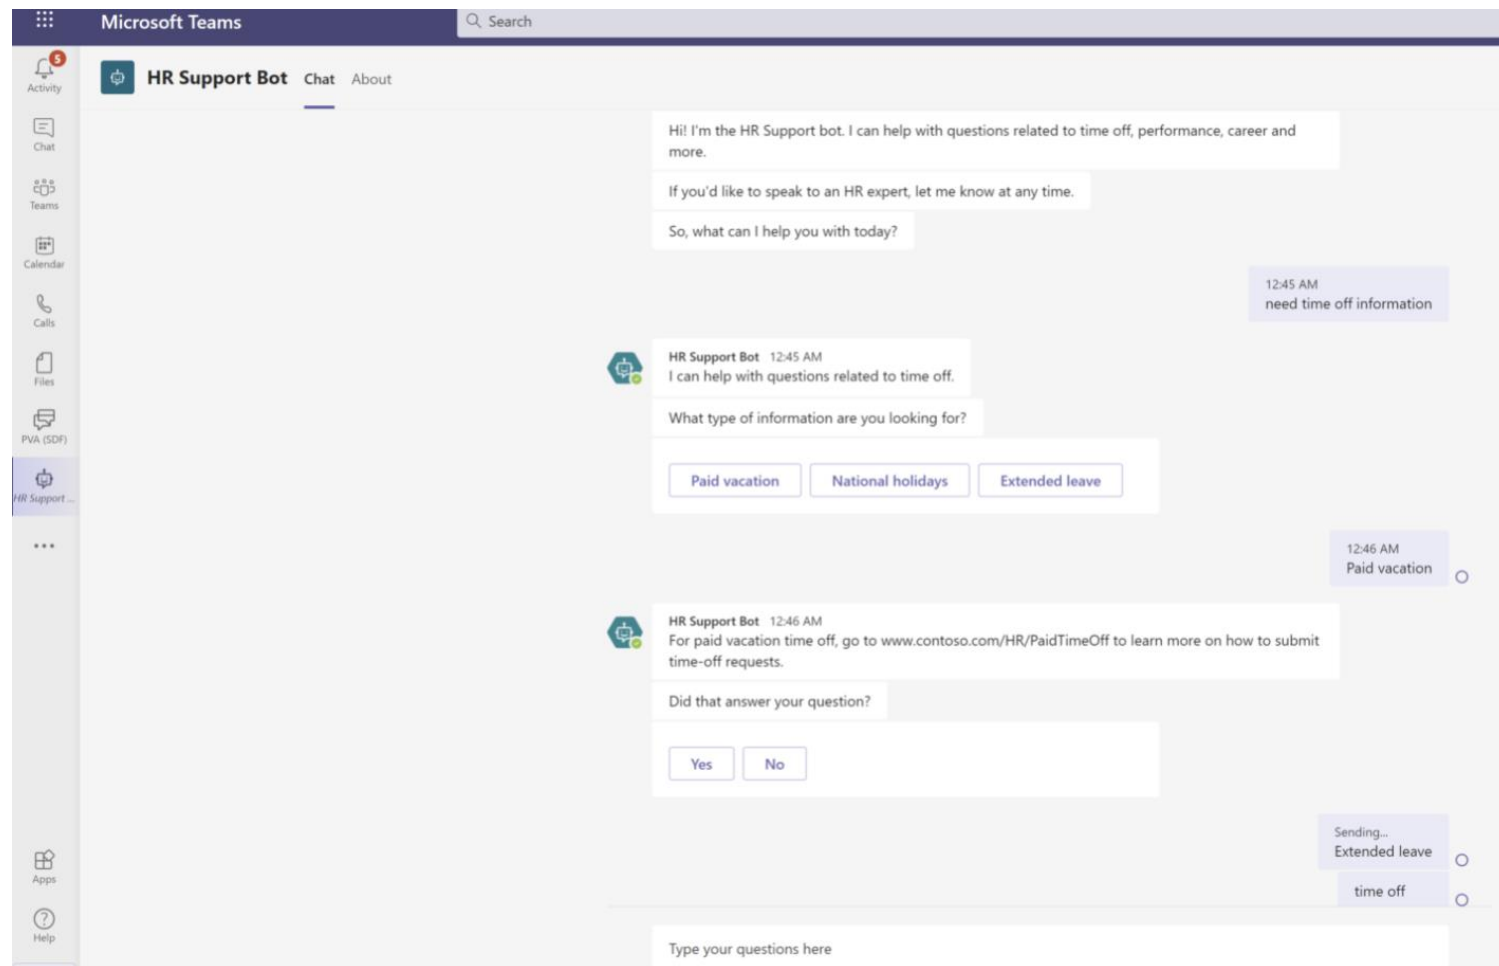 Microsoft Teams
Search
5
Activity
Chat
Teams
Calendar
Calls
Files
PVA (SDF)
HR Support ...
Apps
Help
HR Support Bot Chat About
Hi! I'm the HR Support bot. I can help with questions related to time off, performance, career and
more.
If you'd like to speak to an HR expert, let me know at any time.
So, what can I help you with today?
12:45 AM
need time off information
HR Support Bot 12:45 AM
I can help with questions related to time off.
What type of information are you looking for?
Paid vacation National holidays Extended leave
12:46 AM
Paid vacation
HR Support Bot 12:46 AM
For paid vacation time off, go to www.contoso.com/HR/PaidTimeOff to learn more on how to submit
time-off requests.
Did that answer your question?
Yes No
Sending...
Extended leave
time off
Type your questions here